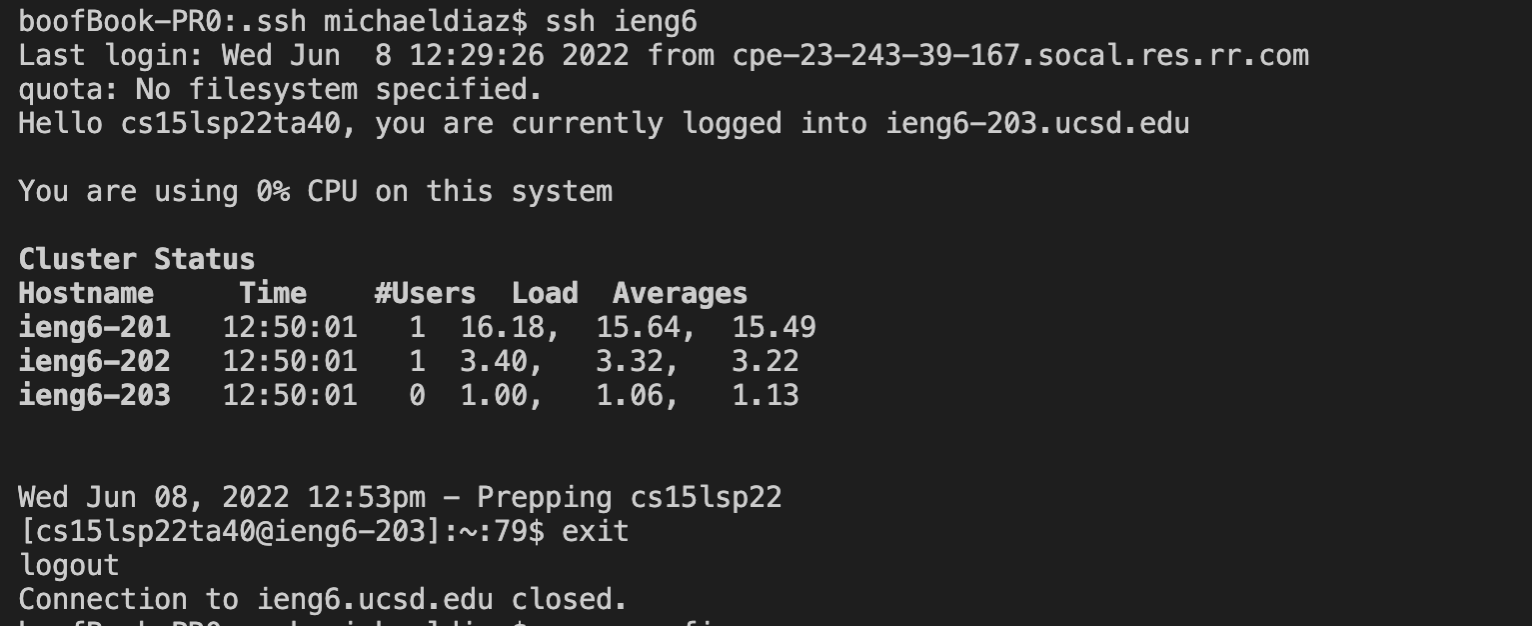 boofBook-PR0:.ssh michaeldiaz$ ssh ieng6
Last login: Wed Jun  8 12:29:26 2022 from cpe-23-243-39-167.socal.res.rr.com
quota: No filesystem specified.
Hello cs15lsp22ta40, you are currently logged into ieng6-203.ucsd.edu
You are using 0% CPU on this system
Cluster Status
Hostname     Time    #Users  Load  Averages
ieng6-201   12:50:01   1  16.18,  15.64,  15.49
ieng6-202   12:50:01   1  3.40,   3.32,   3.22
ieng6-203   12:50:01   0  1.00,   1.06,   1.13
Wed Jun 08, 2022 12:53pm - Prepping cs15lsp22
[cs15lsp22ta40@ieng6-203]:~:79$ exit
logout
Connection to ieng6.ucsd.edu closed.